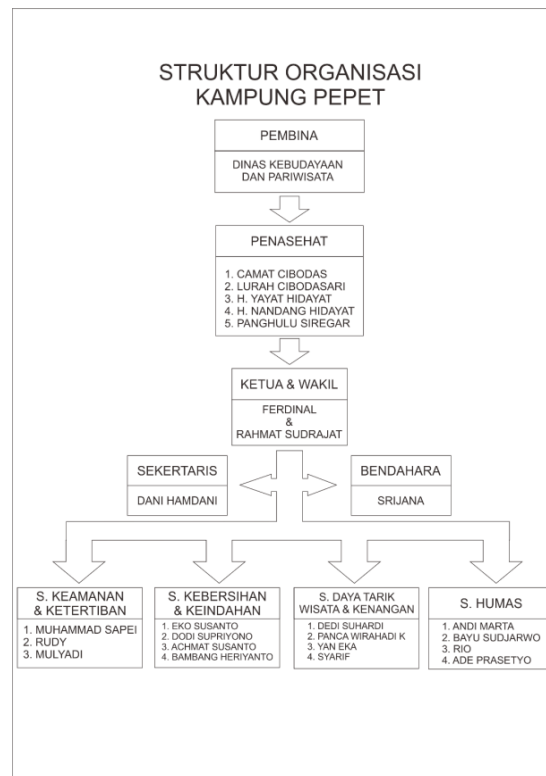 STRUKTUR ORGANISASI
KAMPUNG PEPET
PEMBINA
DINAS KEBUDAYAAN
DAN PARIWISATA
PENASEHAT
1. CAMAT CIBODAS
2. LURAH CIBODASARI
3. H. YAYAT HIDAYAT
4. H. NANDANG HIDAYAT
5. PANGHULU SIREGAR
KETUA & WAKIL
FERDINAL
&
RAHMAT SUDRAJAT
SEKERTARIS
DANI HAMDANI
BENDAHARA
SRIJANA
S. KEAMANAN
& KETERTIBAN
1. MUHAMMAD SAPEI
2. RUDY
3. MULYADI
S. KEBERSIHAN
& KEINDAHAN
1. EKO SUSANTO
2. DODI SUPRIYONO
3. ACHMAT SUSANTO
4. BAMBANG HERIYANTO
S. DAYA TARIK
WISATA & KENANGAN
1. DEDI SUHARDI
2. PANCA WIRAHADI K
3. YAN EKA
4. SYARIF
S. HUMAS
1. ANDI MARTA
2. BAYU SUDJARWO
3. RIO
4. ADE PRASETYO